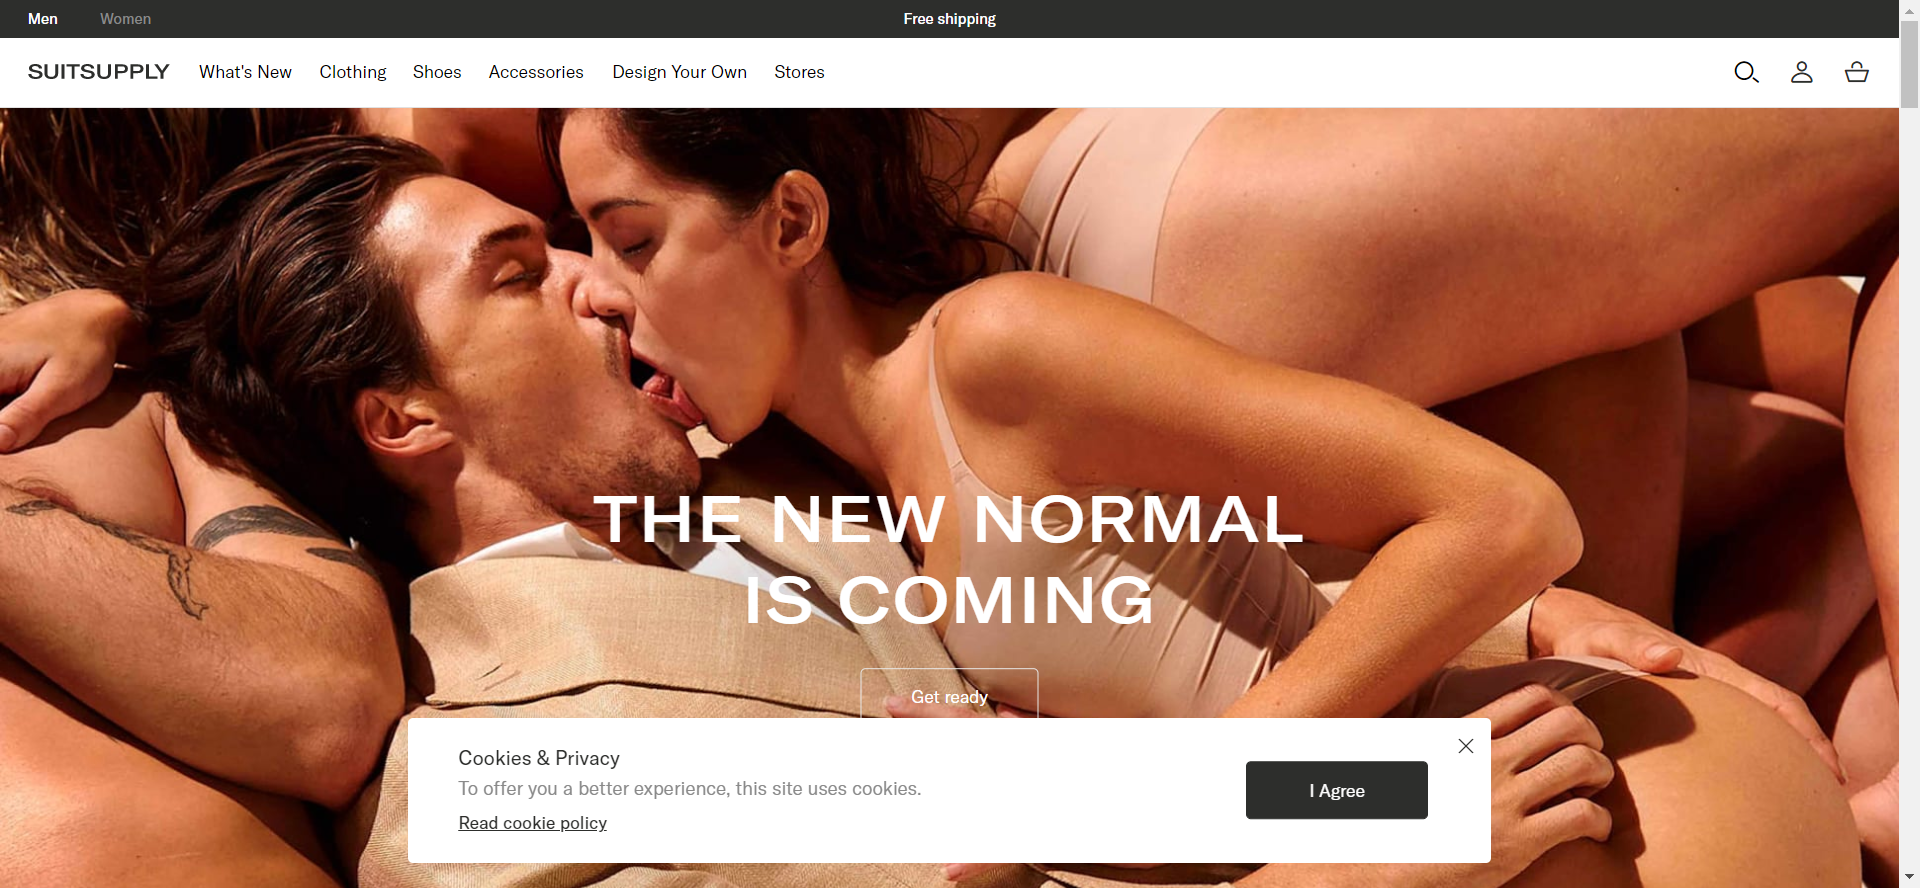 Men Women Free shipping
SUITSUPPLY What's New Clothing Shoes Accessories Design Your Own Stores
THE NEW NORMAL
IS COMING
Get ready
Cookies & Privacy
To offer you a better experience, this site uses cookies.
Read cookie policy
I Agree